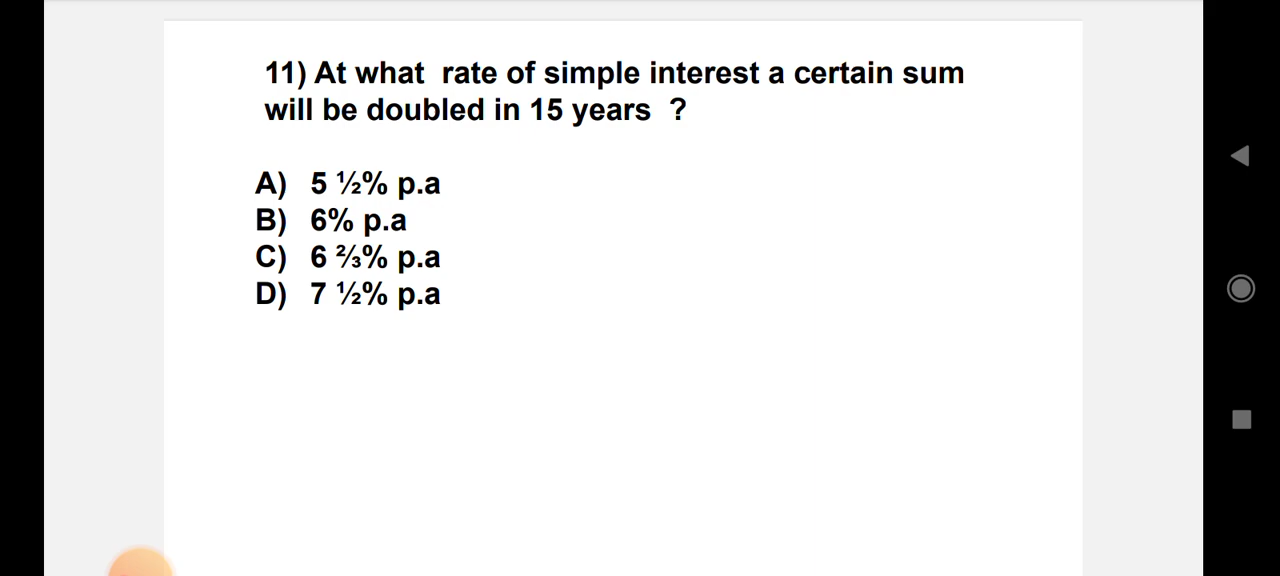 11) At what rate of simple interest a certain sum
will be doubled in 15 years ?
A) 5 ½% p.a
B) 6% p.a
C) 6 ⅔% p.a
D) 7 ½% p.a